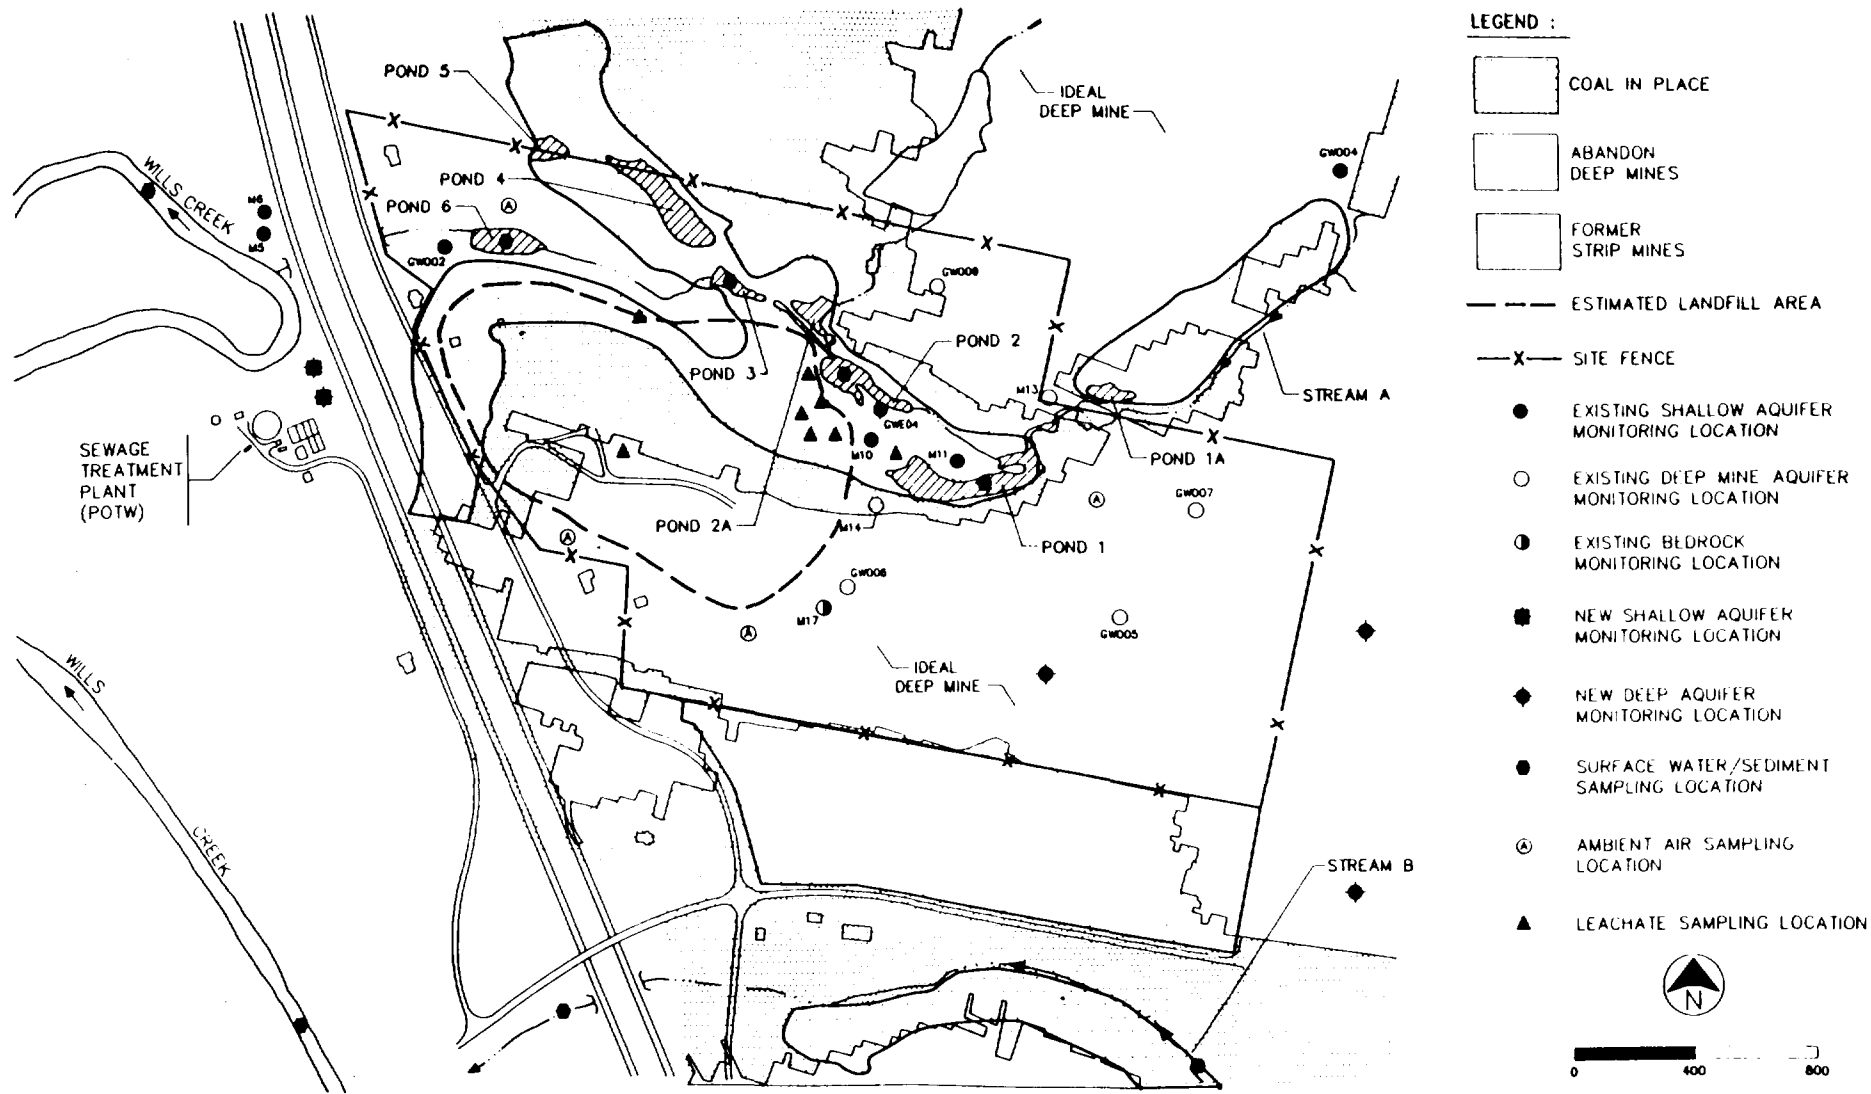 LEGEND :
COAL IN PLACE
ABANDON
DEEP MINES
FORMER
STRIP MINES
ESTIMATED LANDFILL AREA
X
SITE FENCE
EXISTING SHALLOW AQUIFER
MONITORING LOCATION
EXISTING DEEP MINE AQUIFER
MONITORING LOCATION
EXISTING BEDROCK
MONITORING LOCATION
NEW SHALLOW AQUIFER
MONITORING LOCATION
NEW DEEP AQUIFER
MONITORING LOCATION
SURFACE WATER/SEDIMENT
SAMPLING LOCATION
A
AMBIENT AIR SAMPLING
LOCATION
LEACHATE SAMPLING LOCATION
N
0 400 800
POND 5
IDEAL
DEEP MINE
GW004
WILLS CREEK
POND 4
M6
POND 6
A
M5
GW002
GW009
POND 2
POND 3
M13
STREAM A
GWE04
SEWAGE
TREATMENT
PLANT
(POTW)
M10
M11
POND 1A
A
GW007
POND 2A
M14
POND 1
A
GW006
M17
A
GW005
WILLS
CREEK
IDEAL
DEEP MINE
STREAM B